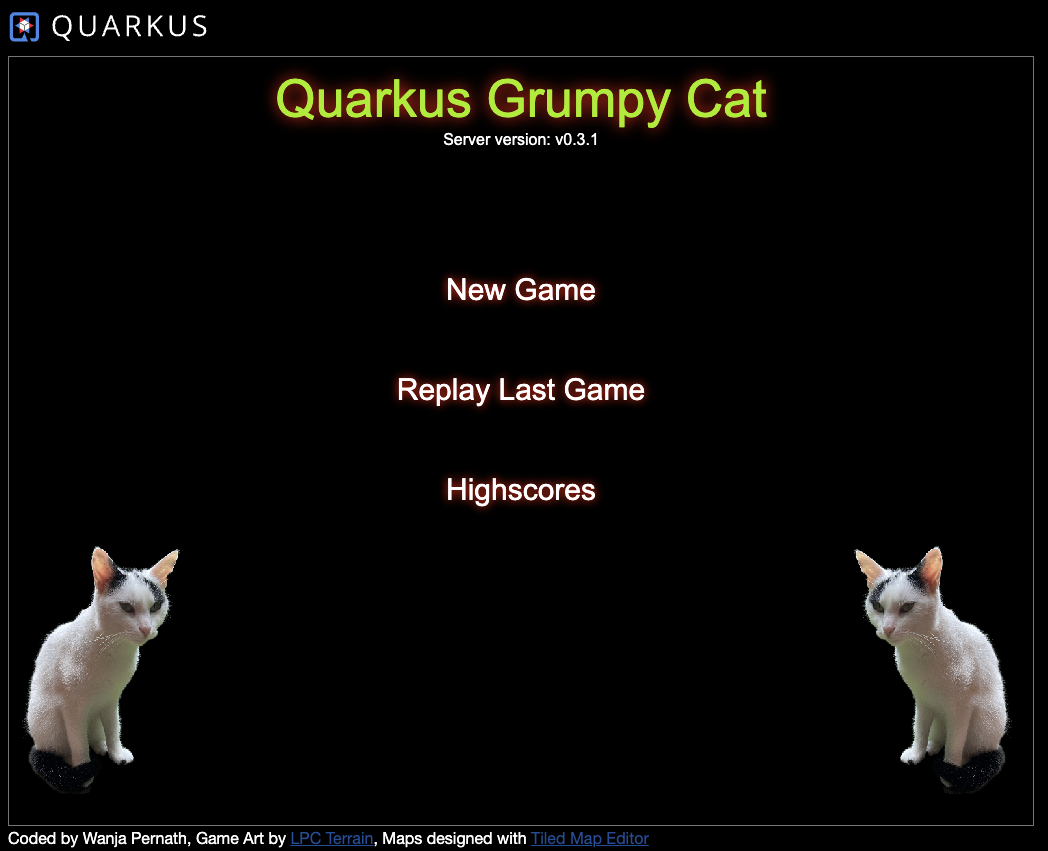 QUARKUS
Quarkus Grumpy Cat
Server version: v0.3.1
New Game
Replay Last Game
Highscores
Coded by Wanja Pernath, Game Art by LPC Terrain, Maps designed with Tiled Map Editor